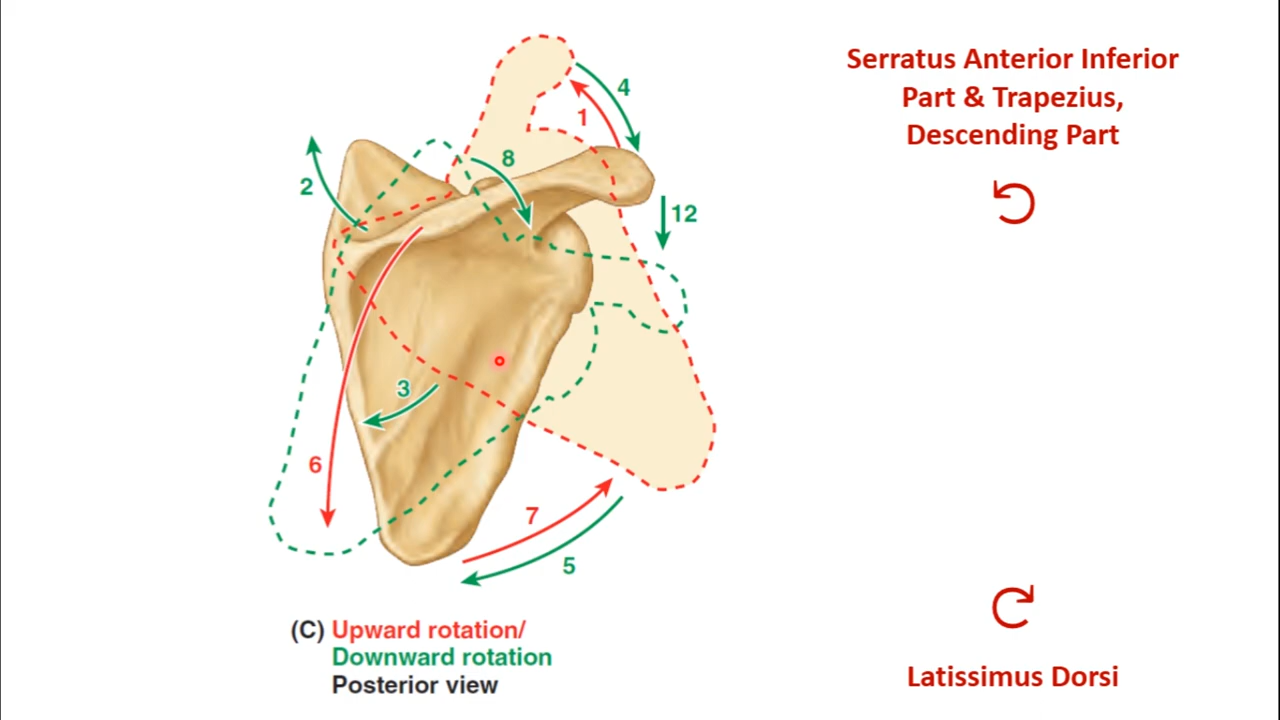 Serratus Anterior Inferior
Part & Trapezius,
Descending Part
4
1
8
2
12
3
6
7
5
(C) Upward rotation/
Downward rotation
Posterior view
Latissimus Dorsi